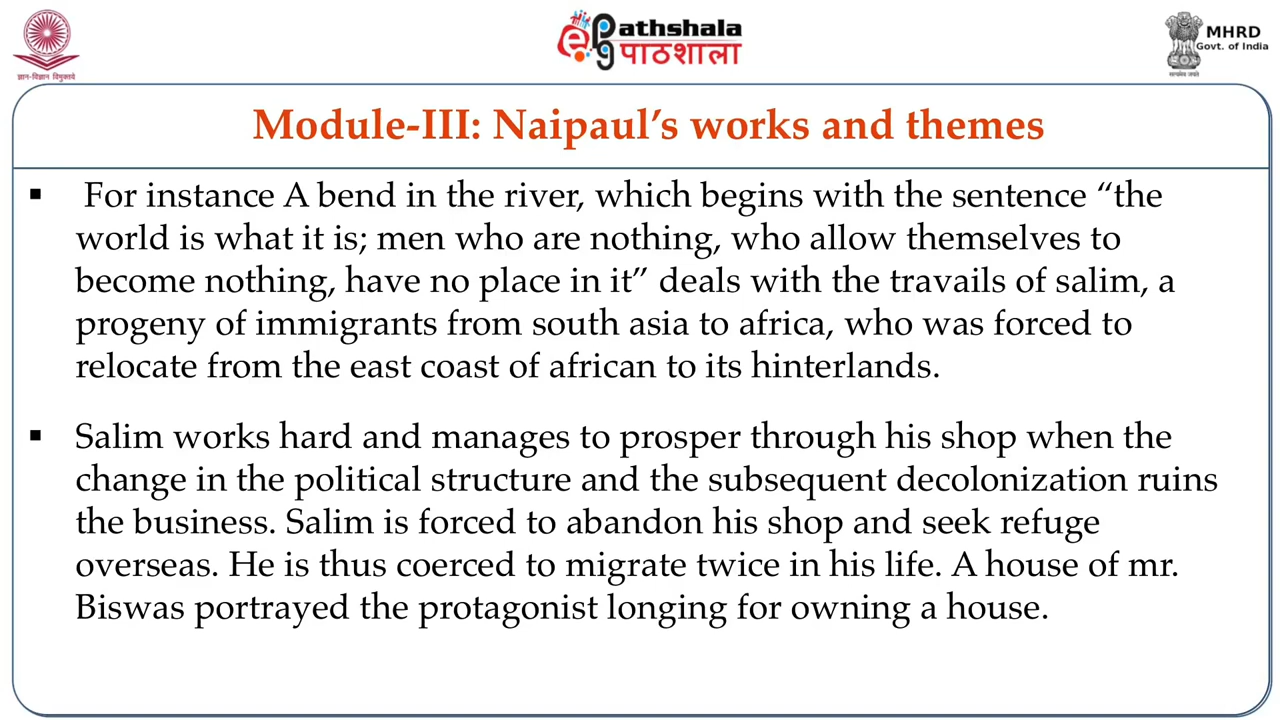 ज्ञान-विज्ञान विमुक्तये
epg Pathshala
पाठशाला
MHRD
Govt. of India
सत्यमेव जयते
Module-III: Naipaul’s works and themes
▪ For instance A bend in the river, which begins with the sentence “the
world is what it is; men who are nothing, who allow themselves to
become nothing, have no place in it” deals with the travails of salim, a
progeny of immigrants from south asia to africa, who was forced to
relocate from the east coast of african to its hinterlands.
▪ Salim works hard and manages to prosper through his shop when the
change in the political structure and the subsequent decolonization ruins
the business. Salim is forced to abandon his shop and seek refuge
overseas. He is thus coerced to migrate twice in his life. A house of mr.
Biswas portrayed the protagonist longing for owning a house.